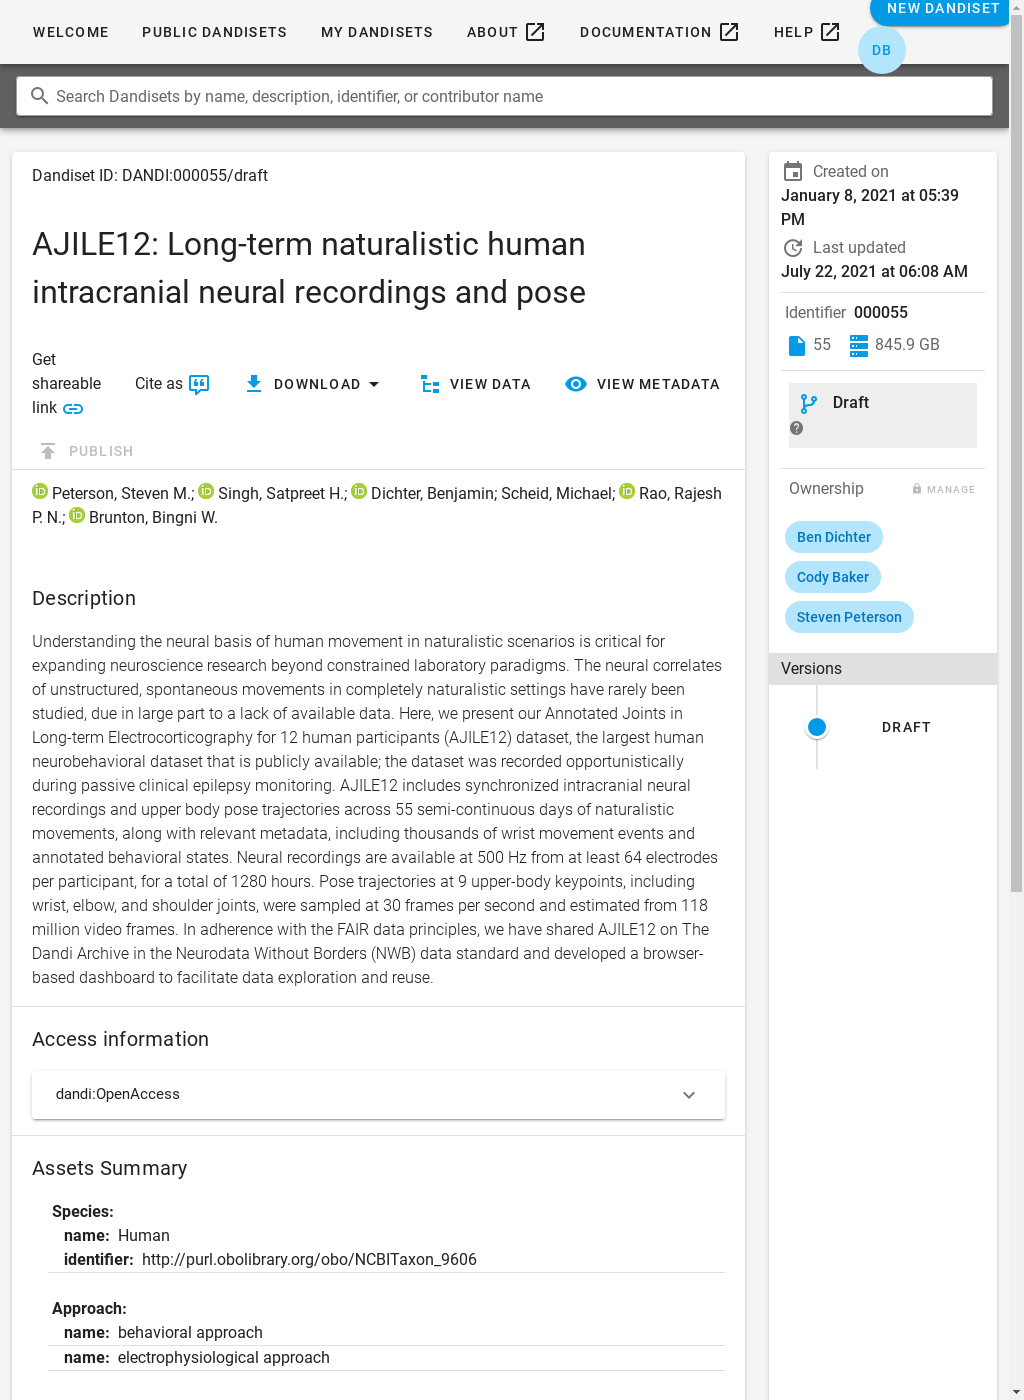 WELCOME
PUBLIC DANDISETS
MY DANDISETS
ABOUT
DOCUMENTATION
HELP
NEW DANDISET
DB
Search Dandisets by name, description, identifier, or contributor name
Dandiset ID: DANDI:000055/draft
AJILE12: Long-term naturalistic human
intracranial neural recordings and pose
Get
shareable
link
Cite as
DOWNLOAD
VIEW DATA
VIEW METADATA
PUBLISH
iD Peterson, Steven M.; iD Singh, Satpreet H.; iD Dichter, Benjamin; Scheid, Michael; iD Rao, Rajesh
P. N.; iD Brunton, Bingni W.
Description
Understanding the neural basis of human movement in naturalistic scenarios is critical for
expanding neuroscience research beyond constrained laboratory paradigms. The neural correlates
of unstructured, spontaneous movements in completely naturalistic settings have rarely been
studied, due in large part to a lack of available data. Here, we present our Annotated Joints in
Long-term Electrocorticography for 12 human participants (AJILE12) dataset, the largest human
neurobehavioral dataset that is publicly available; the dataset was recorded opportunistically
during passive clinical epilepsy monitoring. AJILE12 includes synchronized intracranial neural
recordings and upper body pose trajectories across 55 semi-continuous days of naturalistic
movements, along with relevant metadata, including thousands of wrist movement events and
annotated behavioral states. Neural recordings are available at 500 Hz from at least 64 electrodes
per participant, for a total of 1280 hours. Pose trajectories at 9 upper-body keypoints, including
wrist, elbow, and shoulder joints, were sampled at 30 frames per second and estimated from 118
million video frames. In adherence with the FAIR data principles, we have shared AJILE12 on The
Dandi Archive in the Neurodata Without Borders (NWB) data standard and developed a browser-
based dashboard to facilitate data exploration and reuse.
Access information
dandi:OpenAccess
Assets Summary
Species:
name: Human
identifier: http://purl.obolibrary.org/obo/NCBITaxon_9606
Approach:
name: behavioral approach
name: electrophysiological approach
Created on
January 8, 2021 at 05:39
PM
Last updated
July 22, 2021 at 06:08 AM
Identifier 000055
55 845.9 GB
Draft
?
Ownership
MANAGE
Ben Dichter
Cody Baker
Steven Peterson
Versions
DRAFT